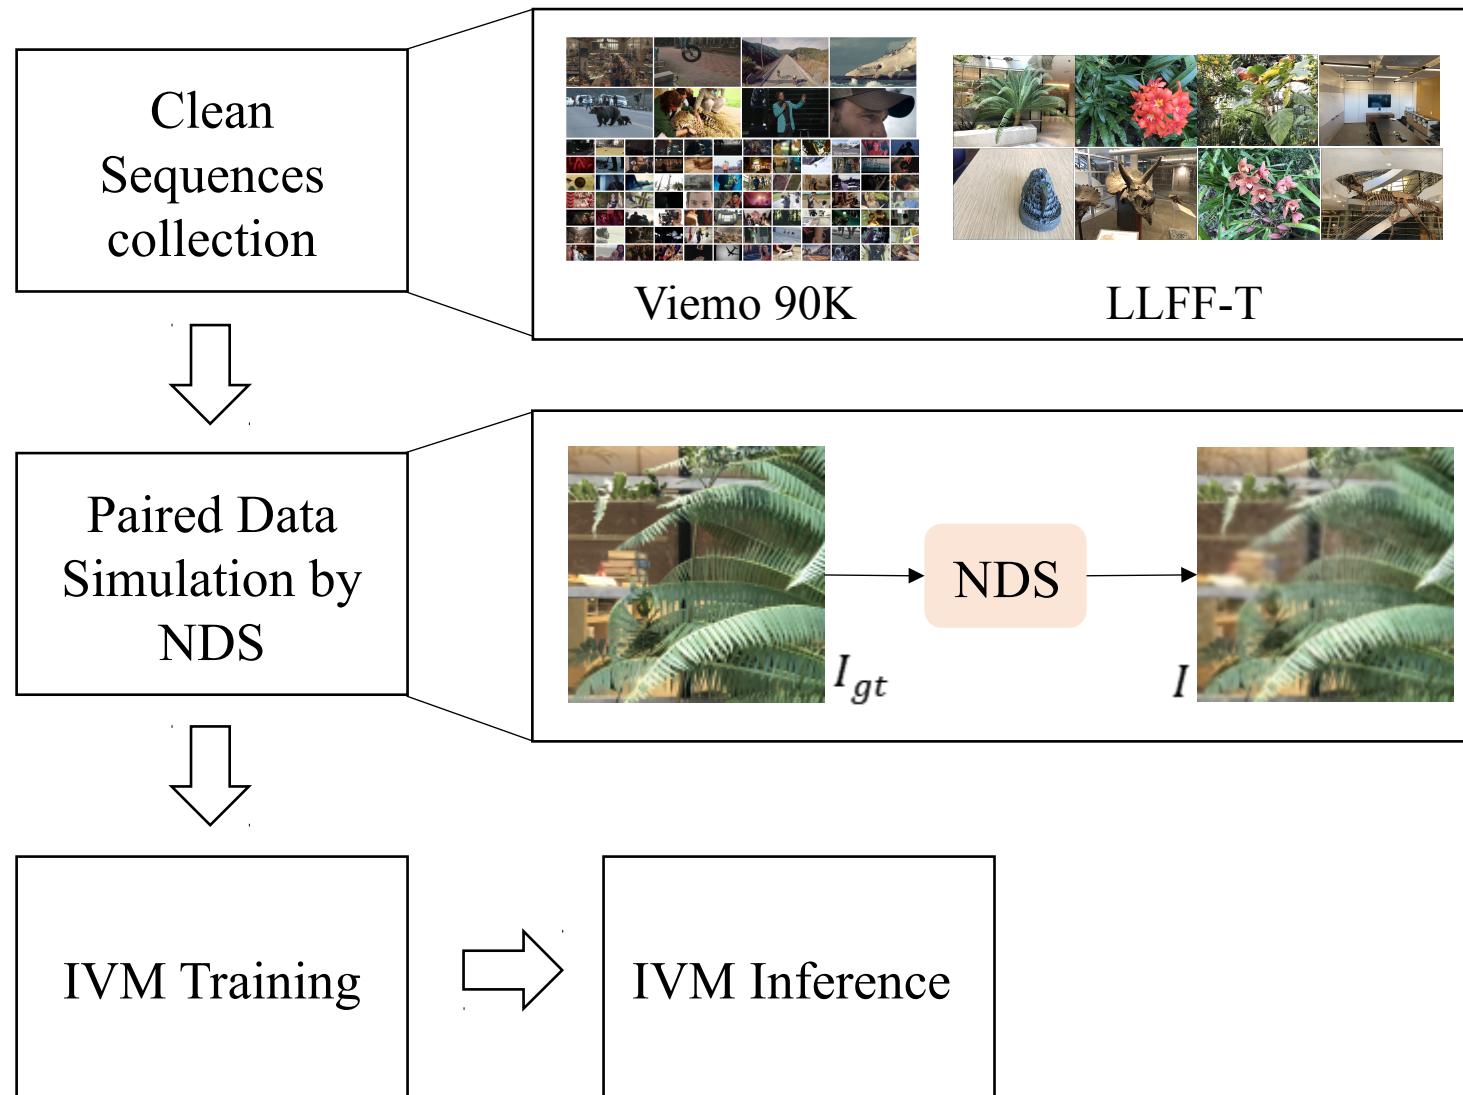 Clean
Sequences
collection
Viemo 90K
LLFF-T
Paired Data
Simulation by
NDS
NDS
I_gt
I
IVM Training
IVM Inference